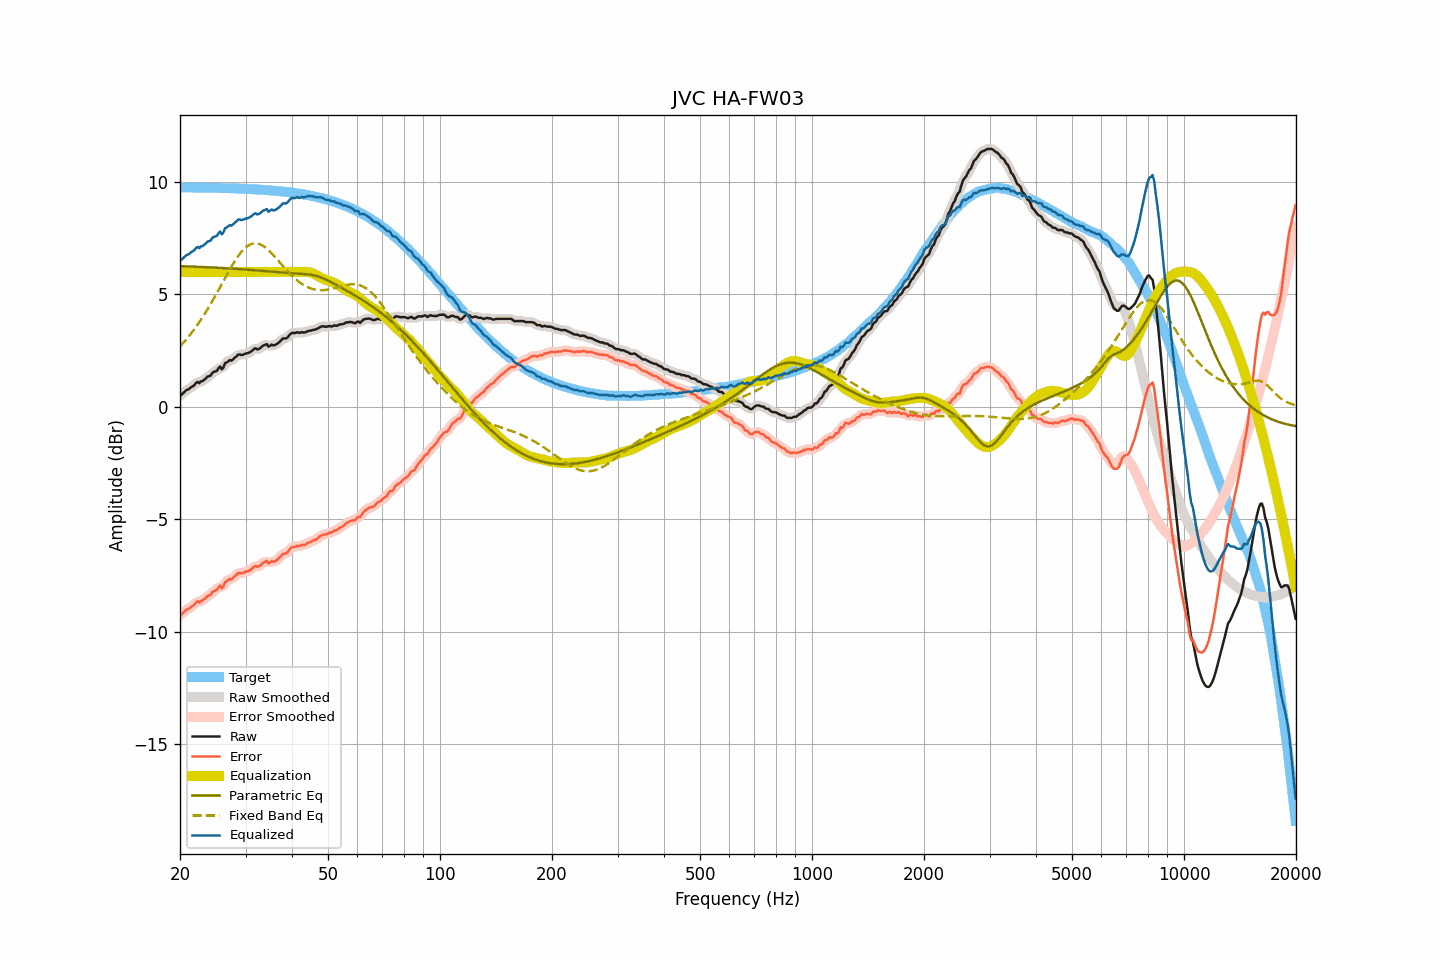 JVC HA-FW03
10
5
0
−5
−10
−15
Amplitude (dBr)
Target
Raw Smoothed
Error Smoothed
Raw
Error
Equalization
Parametric Eq
Fixed Band Eq
Equalized
20 50 100 200 500 1000 2000 5000 10000 20000
Frequency (Hz)